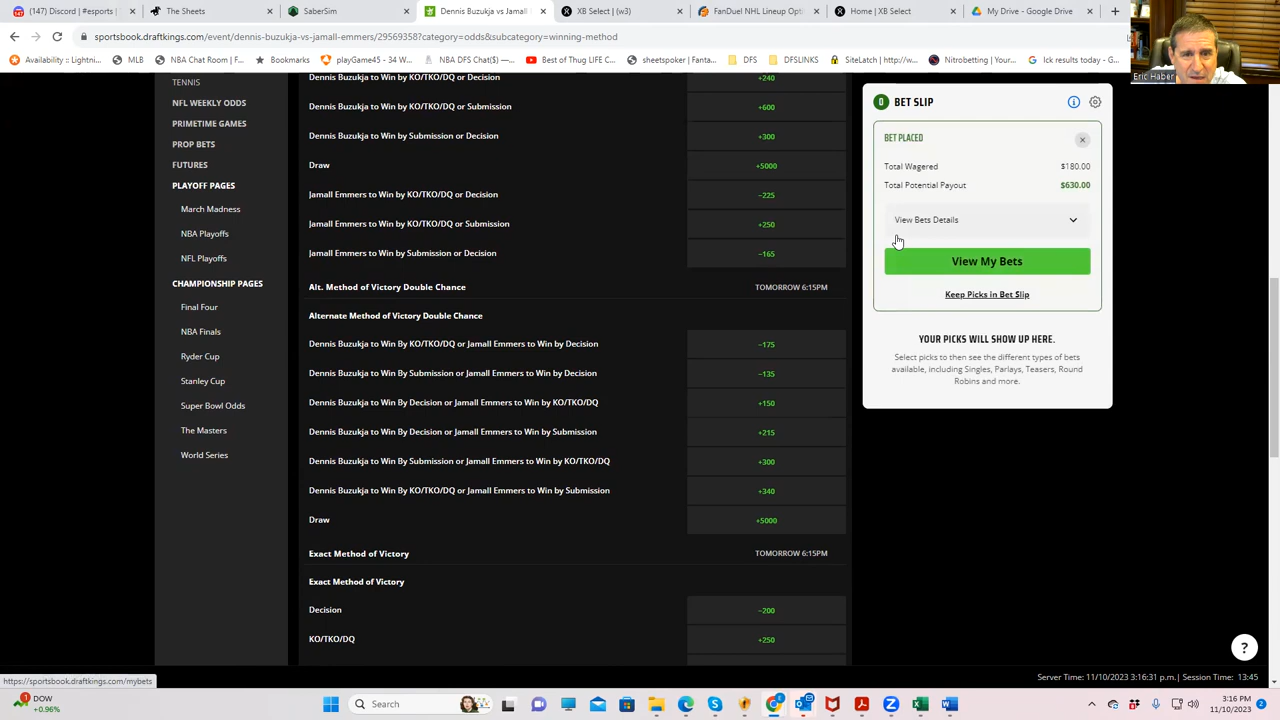 (147) Discord | #esports |
The Sheets
SaberSim
Dennis Buzukja vs Jamall
XB Select | (w3)
FanDuel NHL Lineup Opti
Home | XB Select
My Drive - Google Drive
sportsbook.draftkings.com/event/dennis-buzukja-vs-jamall-emmers/29569358?category=odds&subcategory=winning-method
Availability :: Lightni...
MLB
NBA Chat Room | F...
Bookmarks
playGame45 - 34 W...
NBA DFS Chat($) —...
Best of Thug LIFE C...
sheetspoker | Fanta...
DFS
DFSLINKS
SiteLatch | http://w...
Nitrobetting | Your...
Ick results today - G...
Eric Haber
TENNIS
NFL WEEKLY ODDS
PRIMETIME GAMES
PROP BETS
FUTURES
PLAYOFF PAGES
March Madness
NBA Playoffs
NFL Playoffs
CHAMPIONSHIP PAGES
Final Four
NBA Finals
Ryder Cup
Stanley Cup
Super Bowl Odds
The Masters
World Series
Dennis Buzukja to Win by KO/TKO/DQ or Decision +240
Dennis Buzukja to Win by KO/TKO/DQ or Submission +600
Dennis Buzukja to Win by Submission or Decision +300
Draw +5000
Jamall Emmers to Win by KO/TKO/DQ or Decision −225
Jamall Emmers to Win by KO/TKO/DQ or Submission +250
Jamall Emmers to Win by Submission or Decision −165
Alt. Method of Victory Double Chance TOMORROW 6:15PM
Alternate Method of Victory Double Chance
Dennis Buzukja to Win By KO/TKO/DQ or Jamall Emmers to Win by Decision −175
Dennis Buzukja to Win By Submission or Jamall Emmers to Win by Decision −135
Dennis Buzukja to Win By Decision or Jamall Emmers to Win by KO/TKO/DQ +150
Dennis Buzukja to Win By Decision or Jamall Emmers to Win by Submission +215
Dennis Buzukja to Win By Submission or Jamall Emmers to Win by KO/TKO/DQ +300
Dennis Buzukja to Win By KO/TKO/DQ or Jamall Emmers to Win by Submission +340
Draw +5000
Exact Method of Victory TOMORROW 6:15PM
Exact Method of Victory
Decision −200
KO/TKO/DQ +250
0 BET SLIP
BET PLACED
Total Wagered $180.00
Total Potential Payout $630.00
View Bets Details
View My Bets
Keep Picks in Bet Slip
YOUR PICKS WILL SHOW UP HERE.
Select picks to then see the different types of bets
available, including Singles, Parlays, Teasers, Round
Robins and more.
?
https://sportsbook.draftkings.com/mybets
Server Time: 11/10/2023 3:16:31 p.m. | Session Time: 13:45
1
DOW
+0.96%
Search
3:16 PM
11/10/2023
2